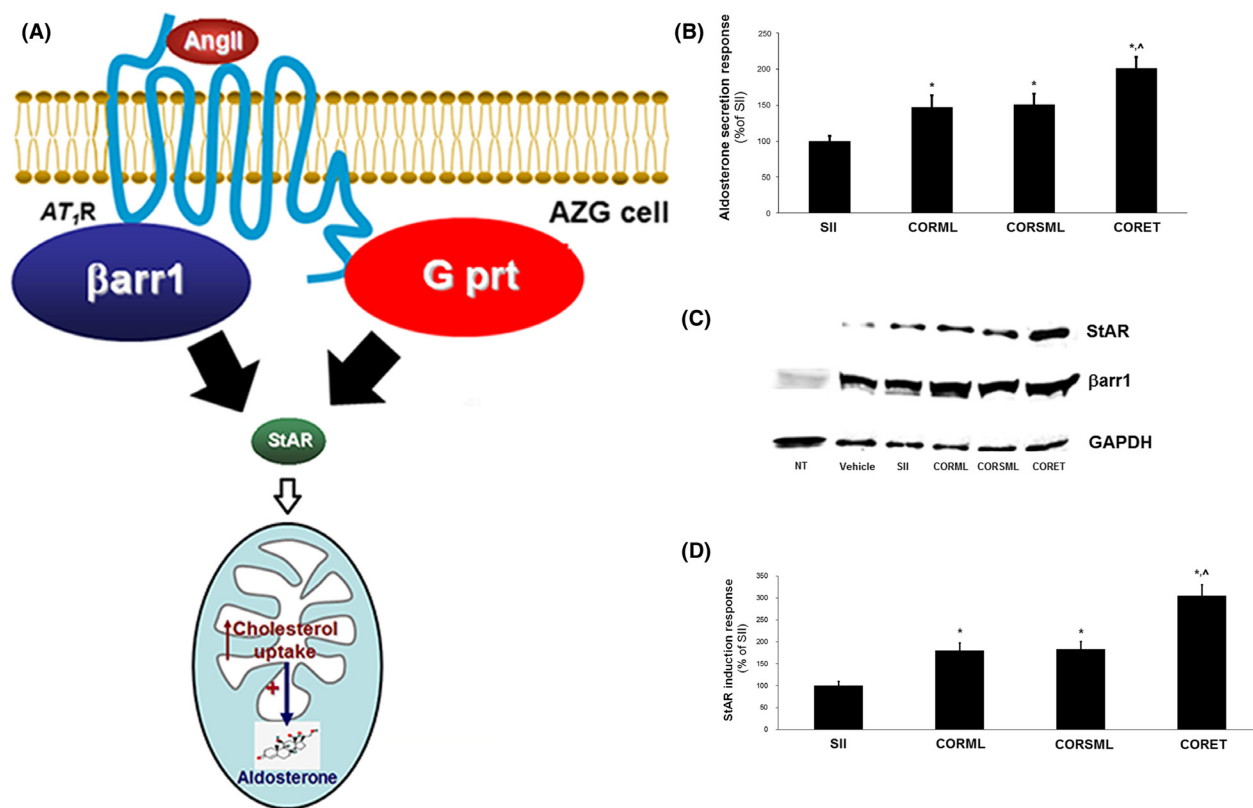 (A)
AngII
AT1R
AZG cell
βarr1
G prt
StAR
Cholesterol
uptake
+
Aldosterone
(B)
Aldosterone secretion response
(%of SII)
250
200
150
100
50
0
*
*
*,^
SII CORML CORSML CORET
(C)
StAR
βarr1
GAPDH
NT Vehicle SII CORML CORSML CORET
(D)
StAR induction response
(% of SII)
350
300
250
200
150
100
50
0
*
*
*,^
SII CORML CORSML CORET